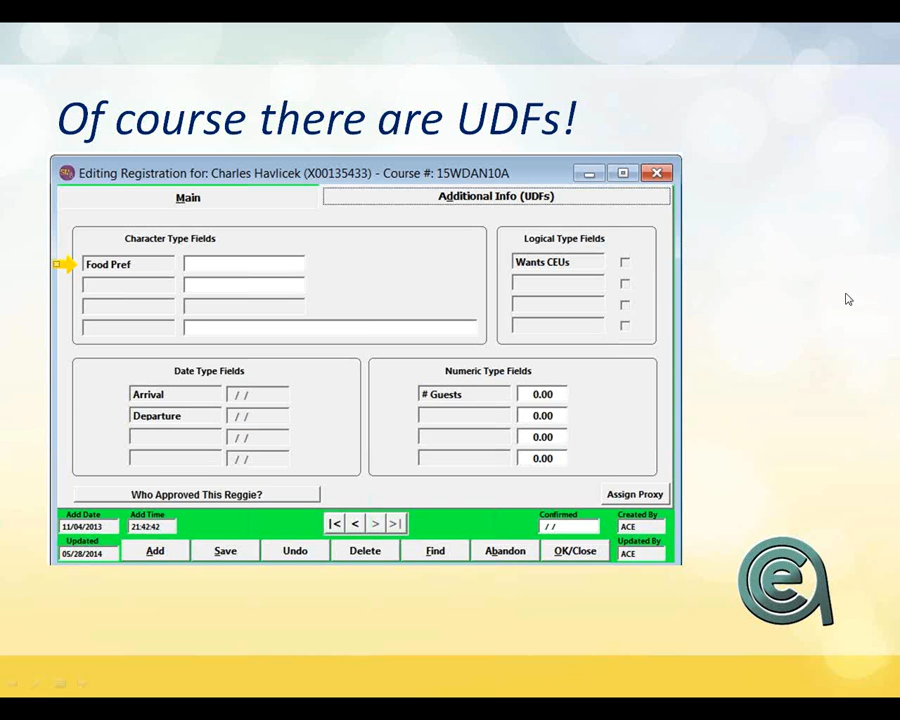 Of course there are UDFs!
Editing Registration for: Charles Havlicek (X00135433) - Course #: 15WDAN10A
Main
Additional Info (UDFs)
Character Type Fields
Logical Type Fields
Food Pref
Wants CEUs
Date Type Fields
Numeric Type Fields
Arrival / /
# Guests 0.00
Departure / /
0.00
/ /
0.00
/ /
0.00
Who Approved This Reggie?
Assign Proxy
Add Date Add Time Confirmed Created By
11/04/2013 21:42:42 |< < > >| / / ACE
Updated Updated By
05/28/2014 Add Save Undo Delete Find Abandon OK/Close ACE